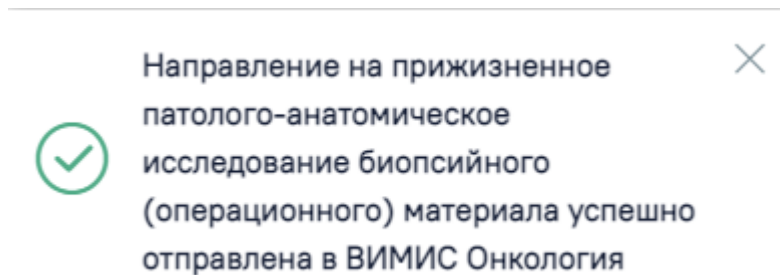 Направление на прижизненное
патолого-анатомическое
исследование биопсийного
(операционного) материала успешно
отправлена в ВИМИС Онкология